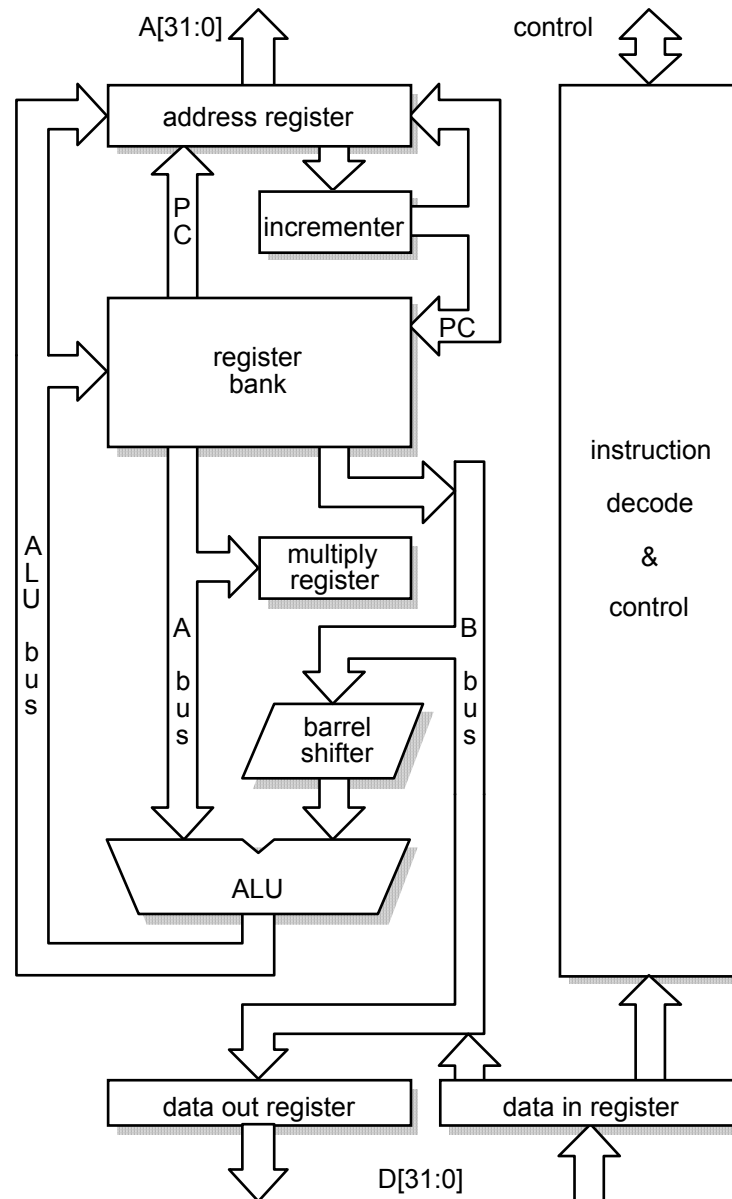 A[31:0]
control
address register
P
C
incrementer
PC
register
bank
instruction
decode
&
control
multiply
register
A
L
U
b
u
s
A
b
u
s
B
b
u
s
barrel
shifter
ALU
data out register
data in register
D[31:0]